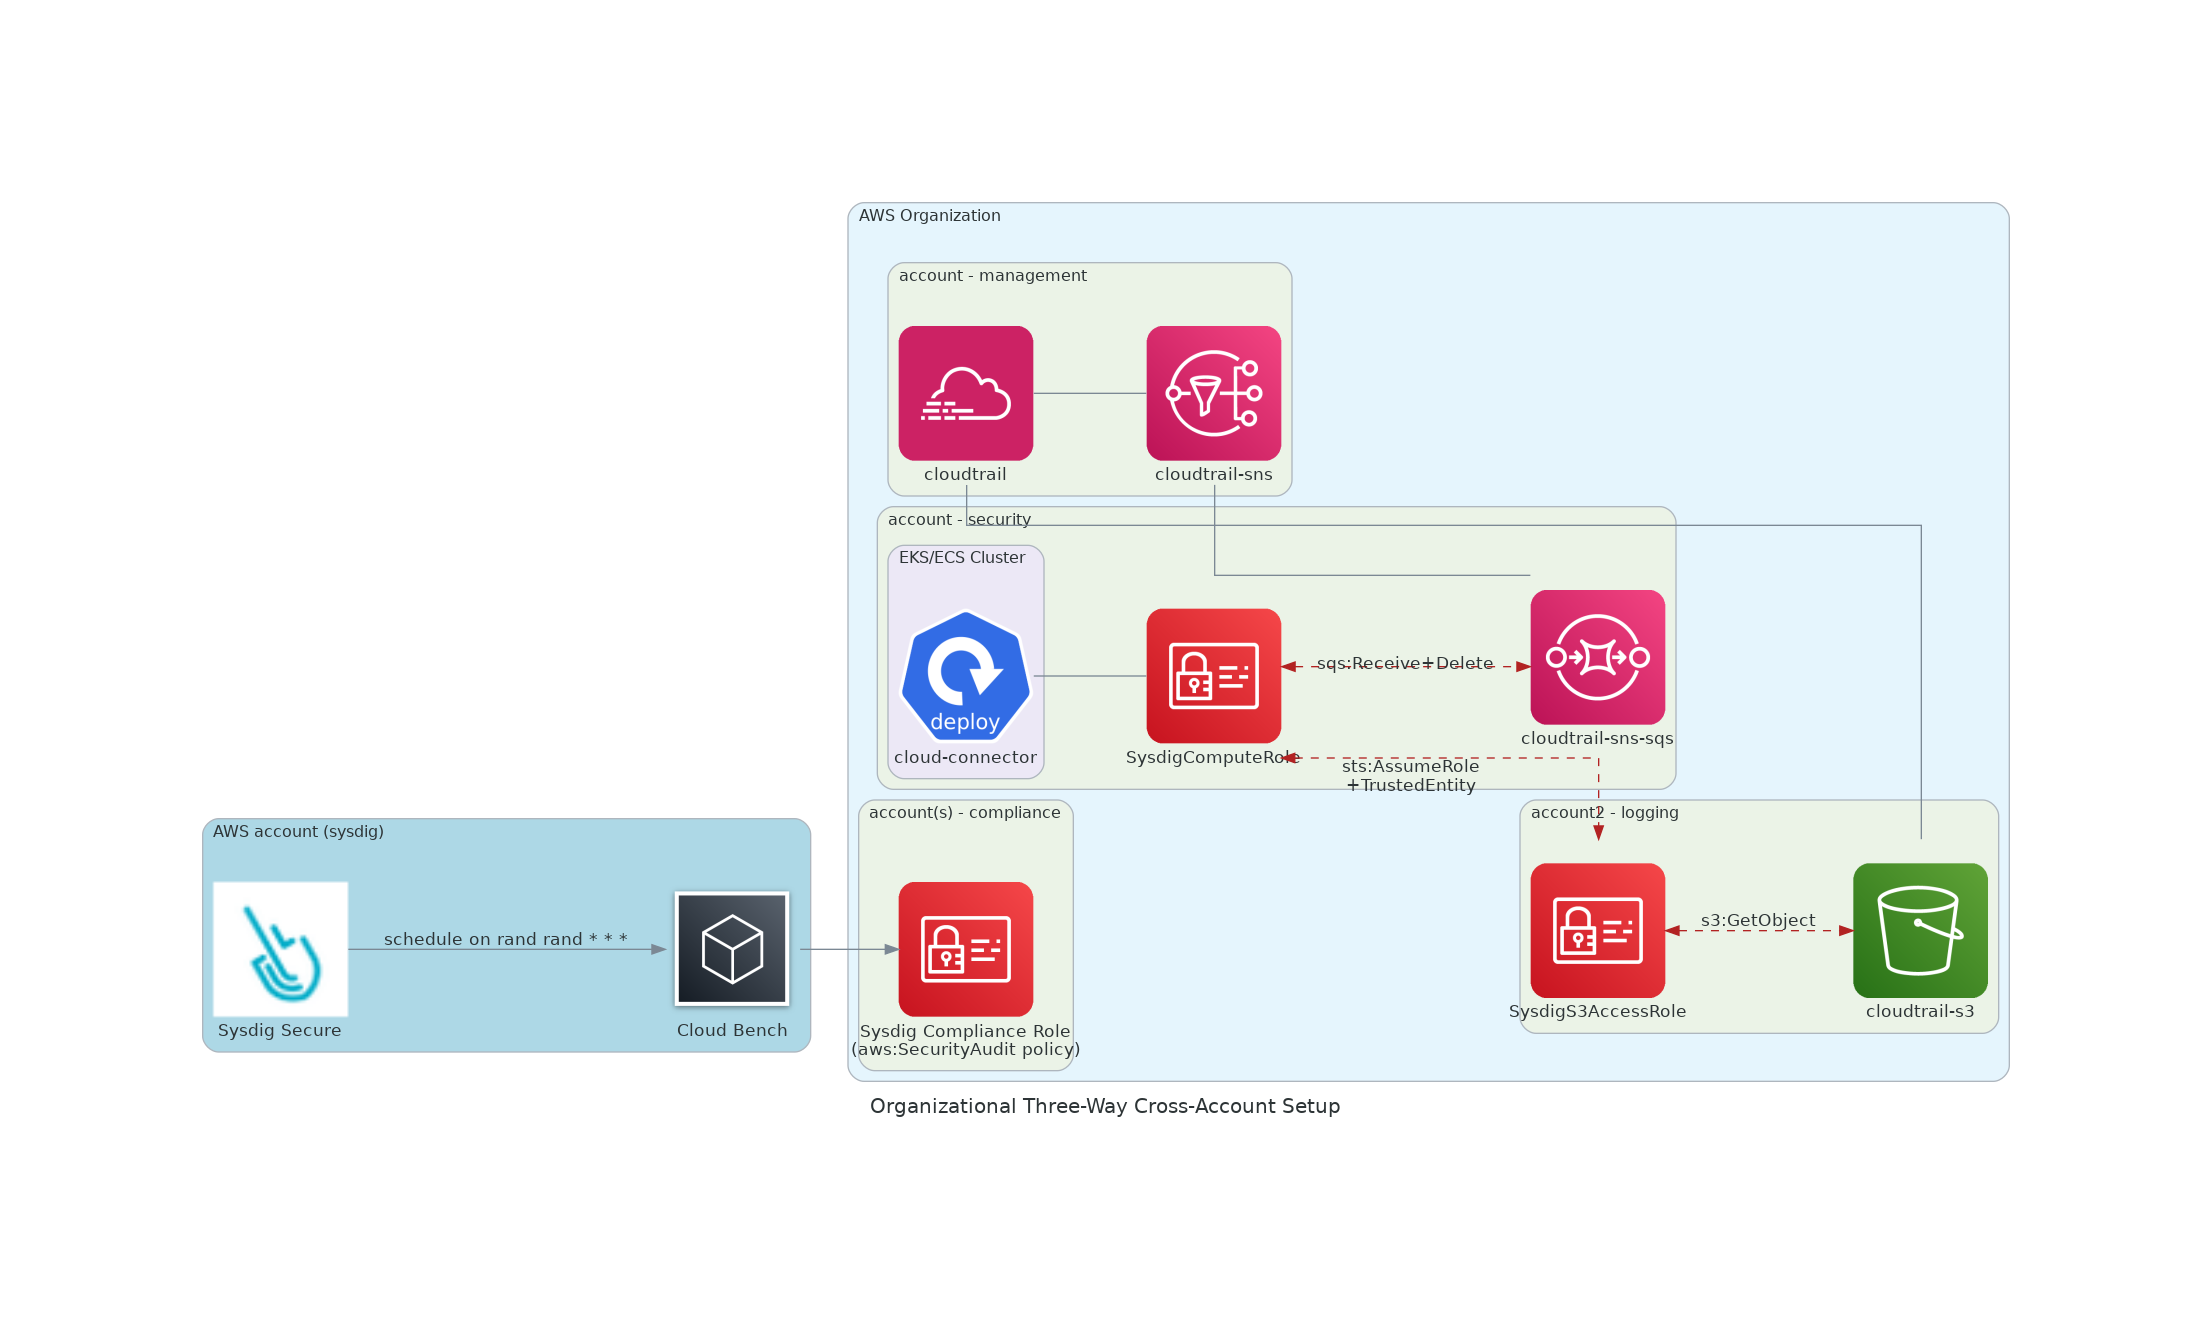 AWS Organization
account - management
cloudtrail
cloudtrail-sns
account - security
EKS/ECS Cluster
deploy
cloud-connector
SysdigComputeRole
sqs:Receive+Delete
cloudtrail-sns-sqs
sts:AssumeRole
+TrustedEntity
AWS account (sysdig)
Sysdig Secure
schedule on rand rand * * *
Cloud Bench
account(s) - compliance
Sysdig Compliance Role
(aws:SecurityAudit policy)
account2 - logging
SysdigS3AccessRole
s3:GetObject
cloudtrail-s3
Organizational Three-Way Cross-Account Setup